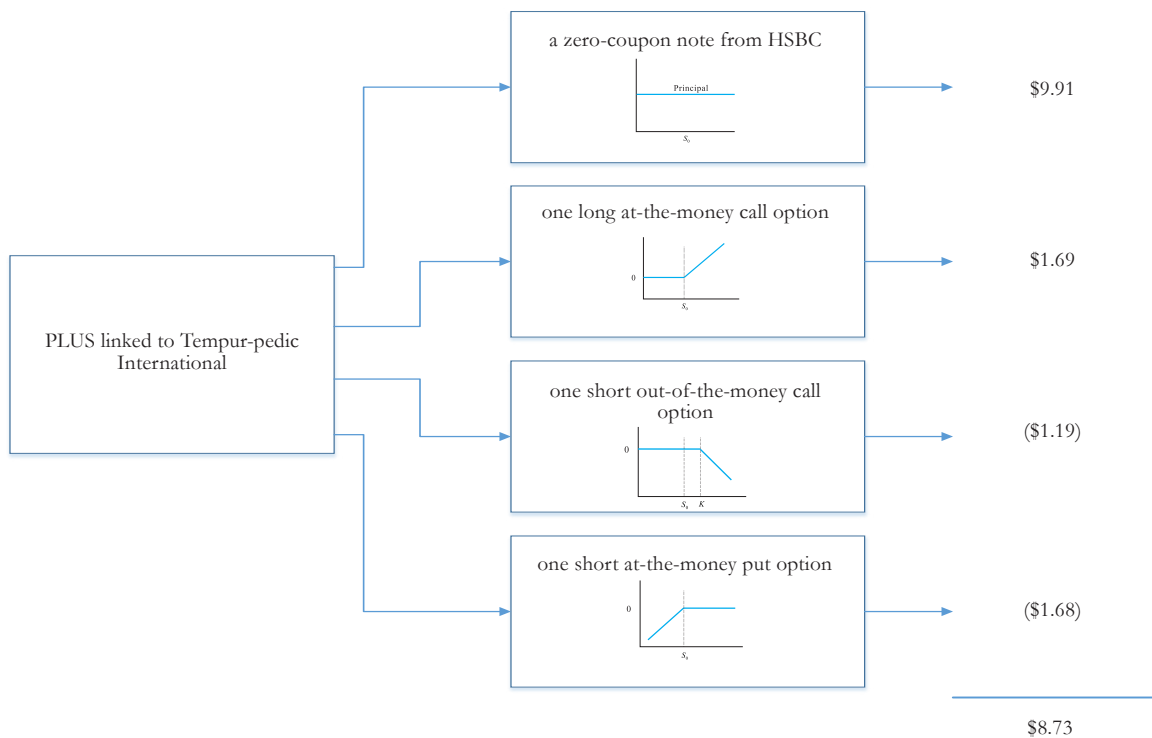 a zero-coupon note from HSBC
Principal
S₀
$9.91
one long at-the-money call option
0
S₀
$1.69
PLUS linked to Tempur-pedic
International
one short out-of-the-money call
option
0
S₀ K
($1.19)
one short at-the-money put option
0
S₀
($1.68)
$8.73